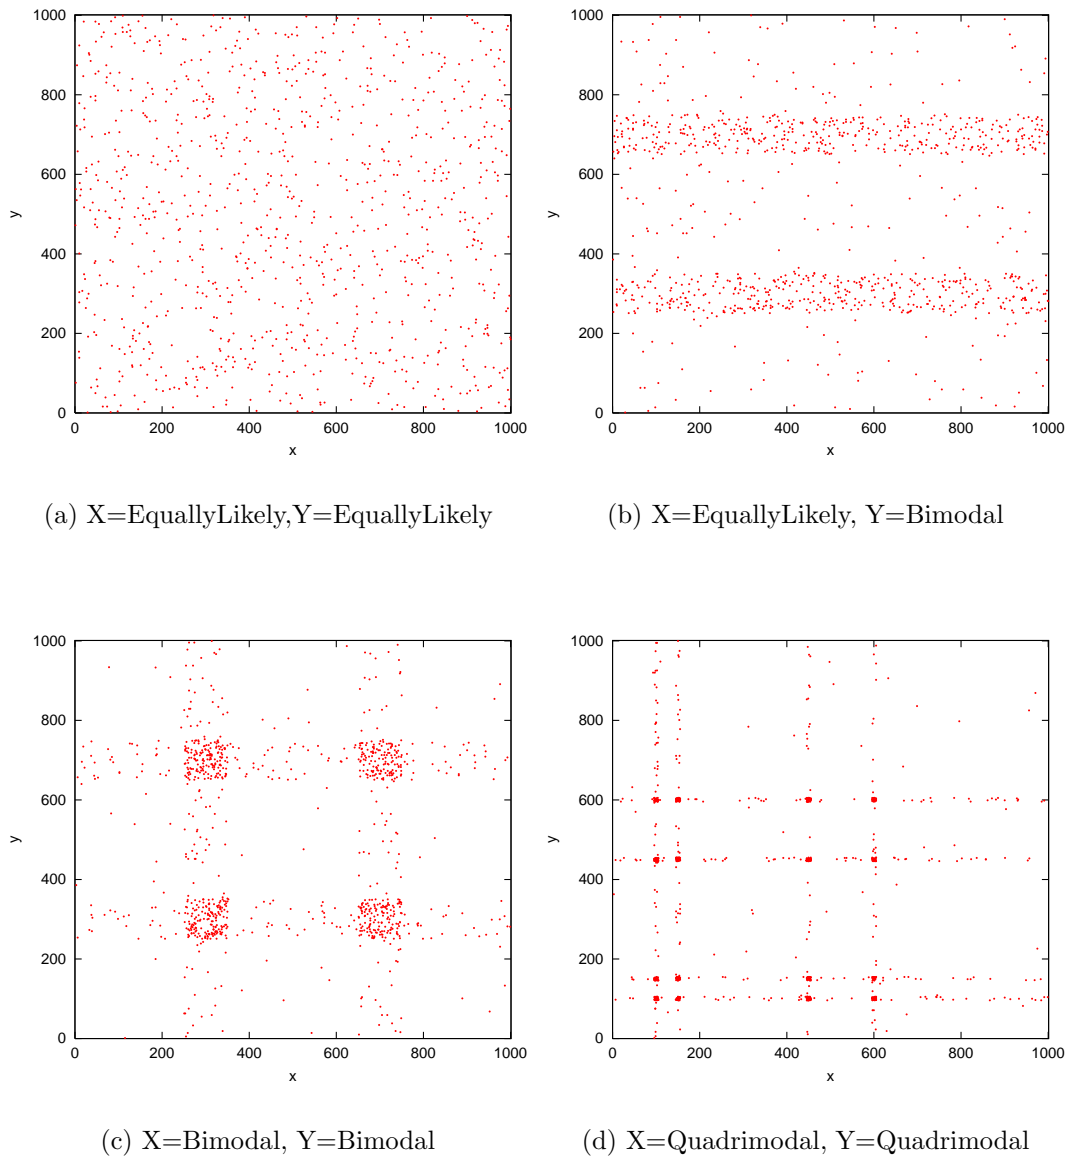 1000
800
600
400
200
0
y
0 200 400 600 800 1000
x
(a) X=EquallyLikely,Y=EquallyLikely
1000
800
600
400
200
0
y
0 200 400 600 800 1000
x
(b) X=EquallyLikely, Y=Bimodal
1000
800
600
400
200
0
y
0 200 400 600 800 1000
x
(c) X=Bimodal, Y=Bimodal
1000
800
600
400
200
0
y
0 200 400 600 800 1000
x
(d) X=Quadrimodal, Y=Quadrimodal